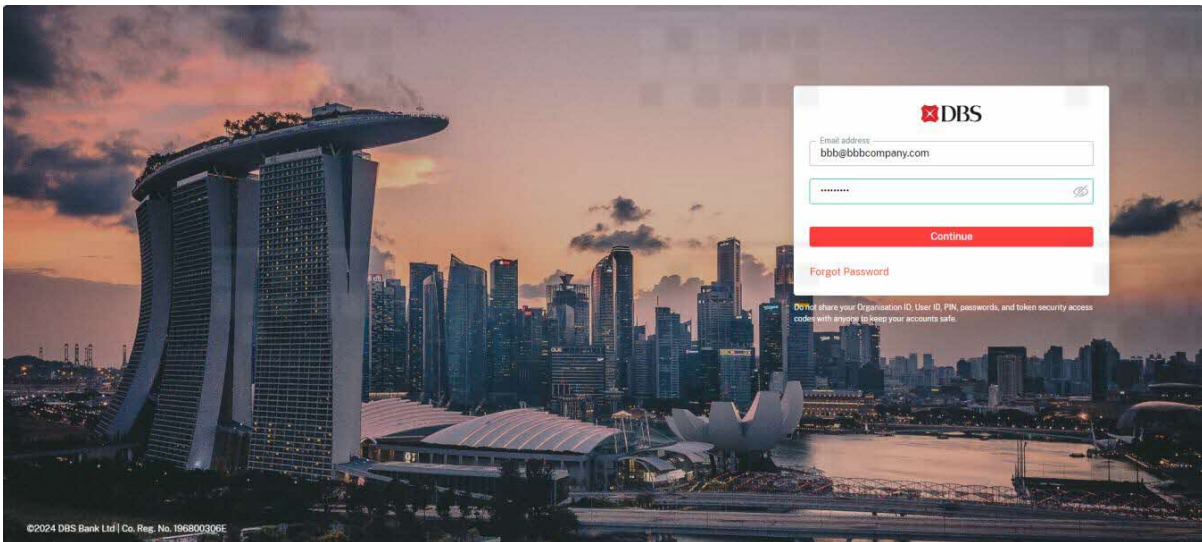 DBS
Email address
bbb@bbbcompany.com
•••••••••
Continue
Forgot Password
Do not share your Organisation ID, User ID, PIN, passwords, and token security access
codes with anyone to keep your accounts safe.
©2024 DBS Bank Ltd | Co. Reg. No. 196800306E